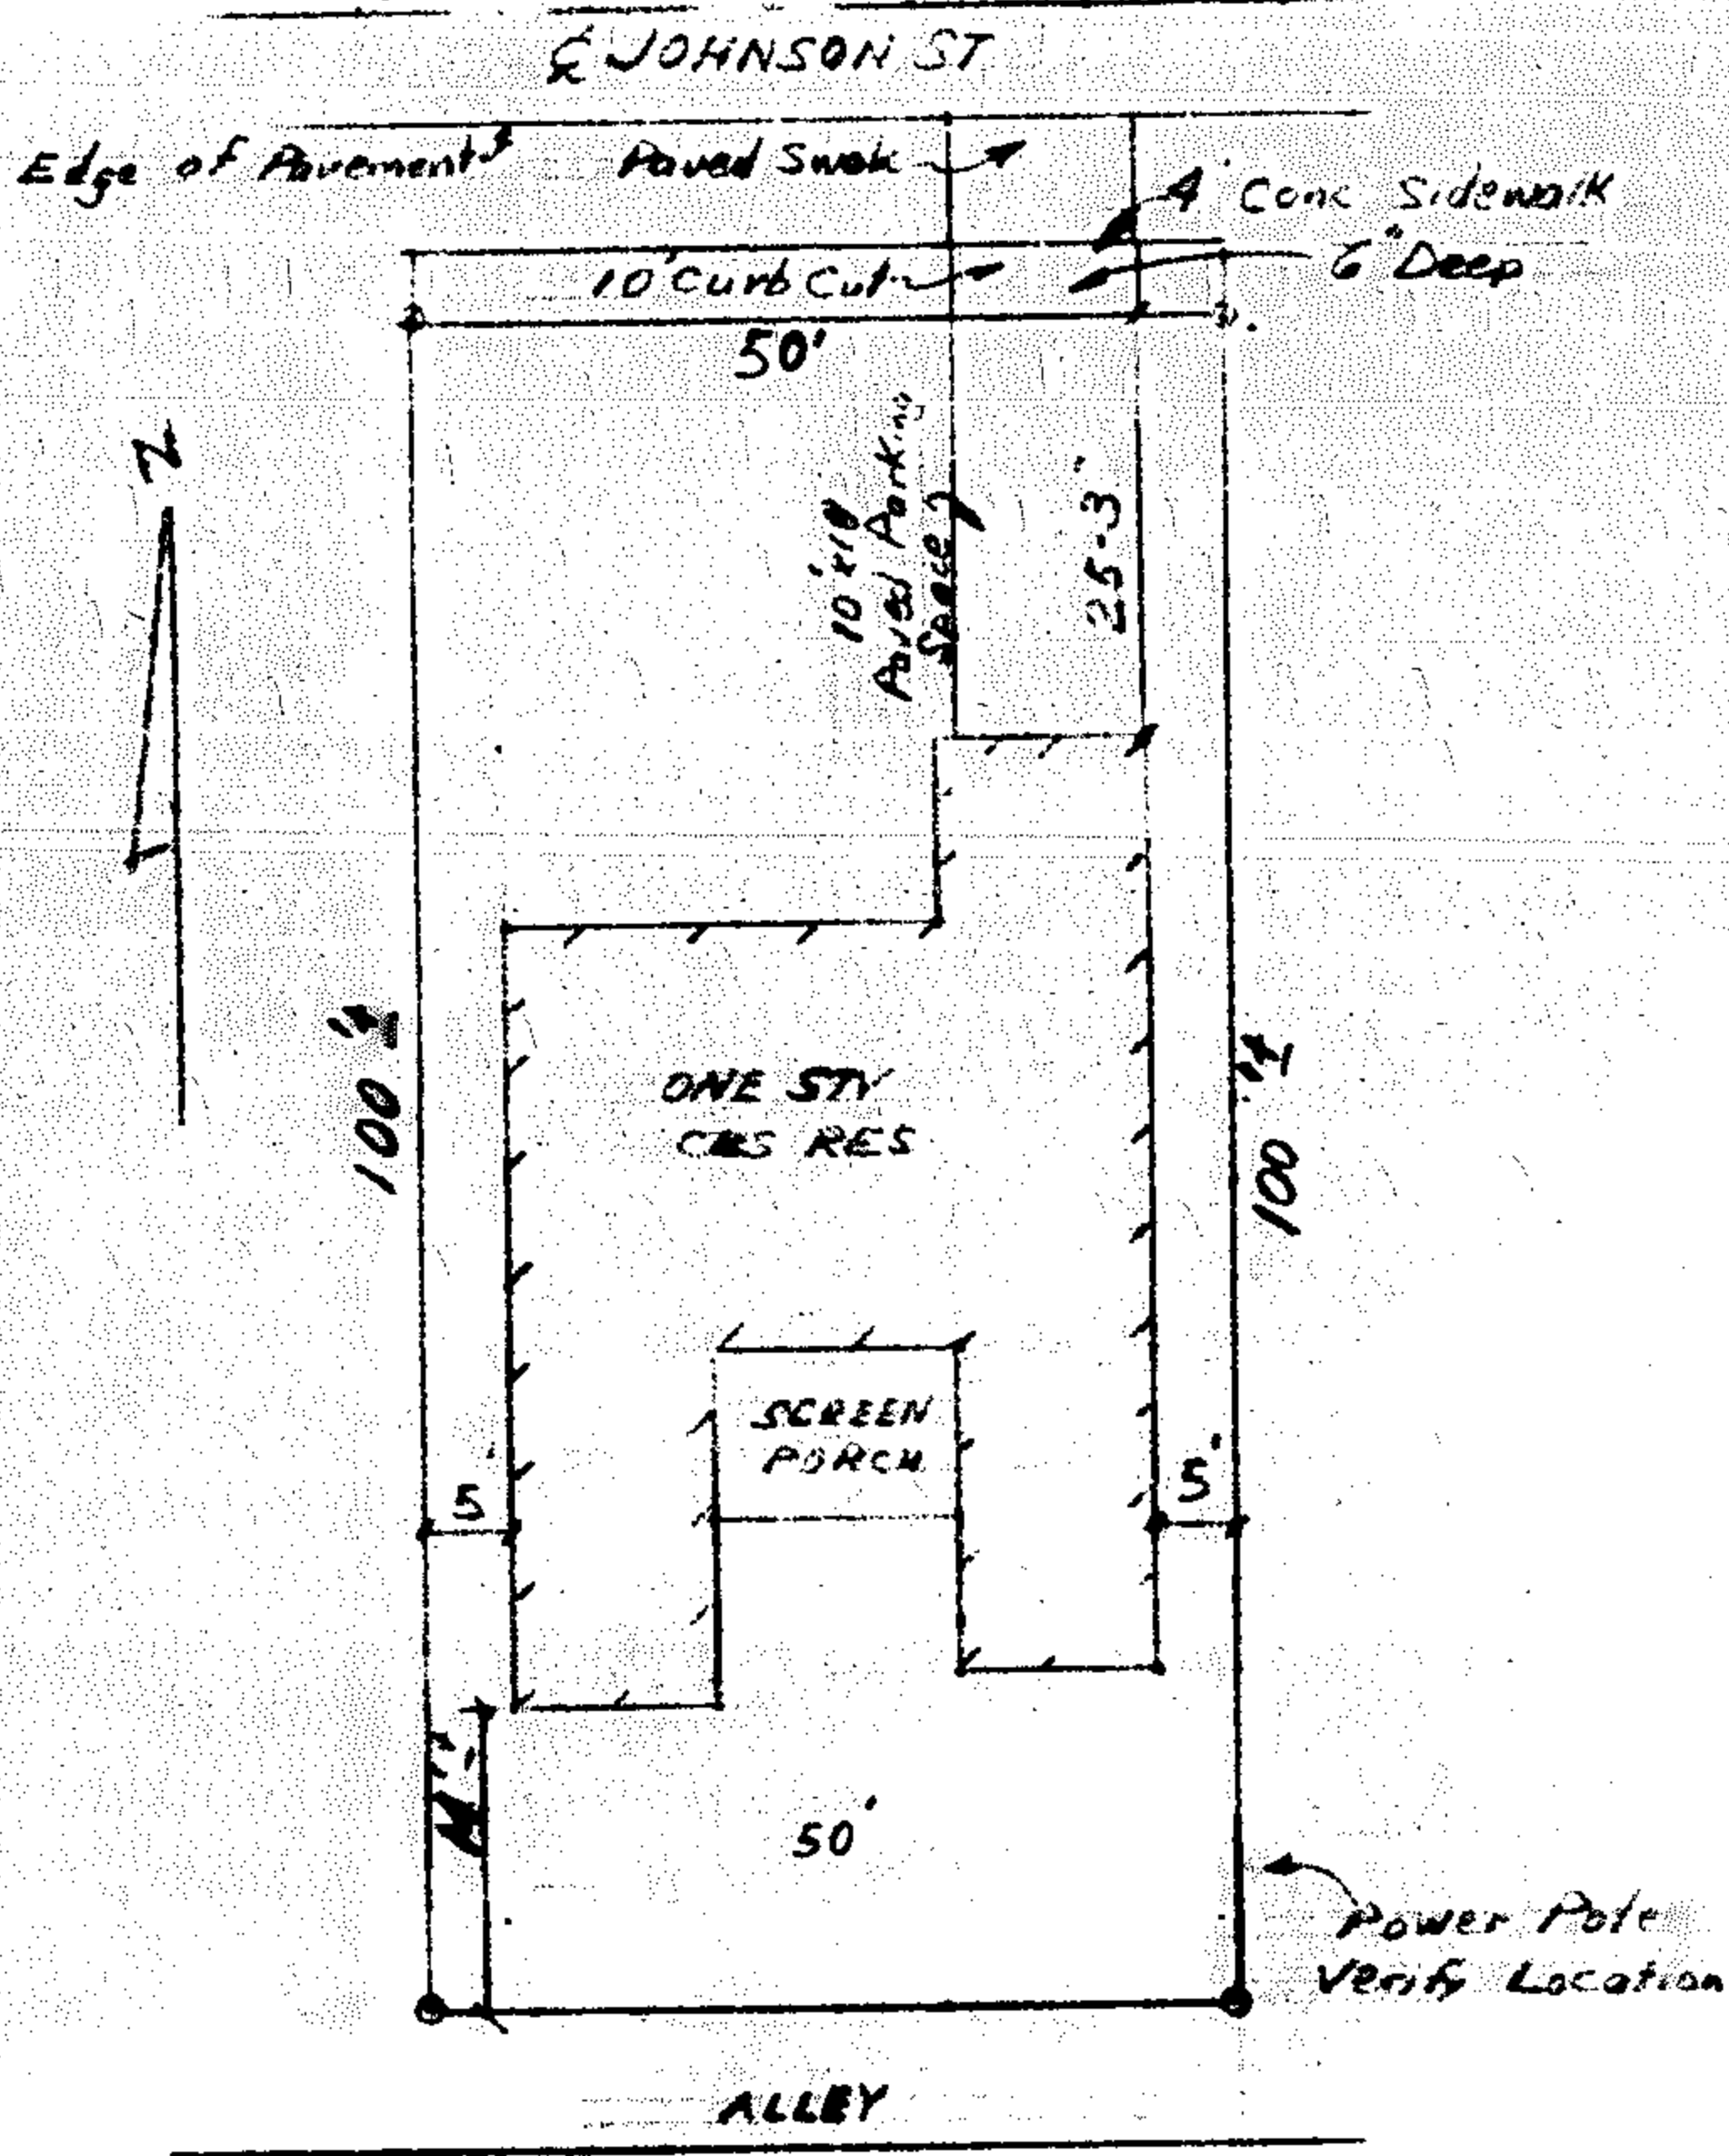 ℄ JOHNSON ST
Edge of Pavement
Paved Swale
4' Conc Sidewalk
6" Deep
10' Curb Cut
50'
N
10'x18'
Paved Parking
Space
25'-3"
100'±
ONE STY
CBS RES
100'±
SCREEN
PORCH
5'
5'
50'
Power Pole
Verify Location
ALLEY